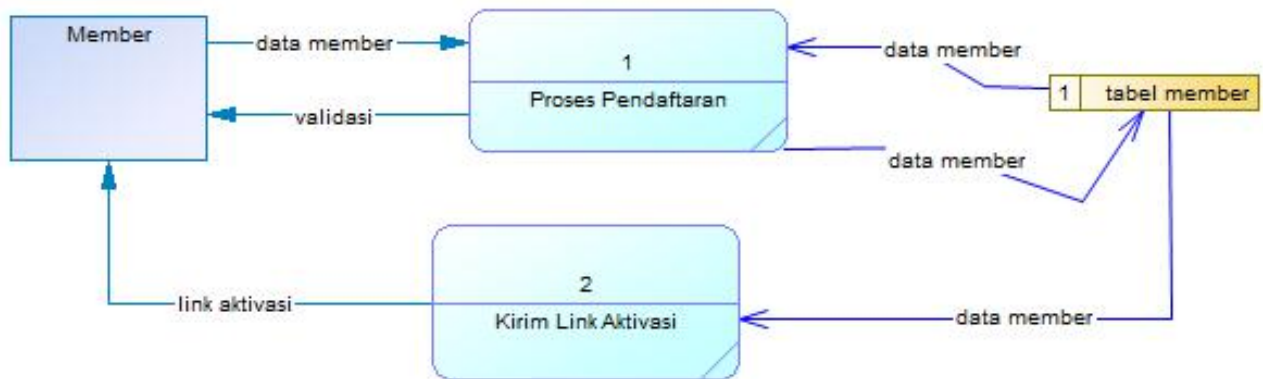 Member
data member
1
Proses Pendaftaran
validasi
data member
1 tabel member
data member
2
Kirim Link Aktivasi
link aktivasi
data member